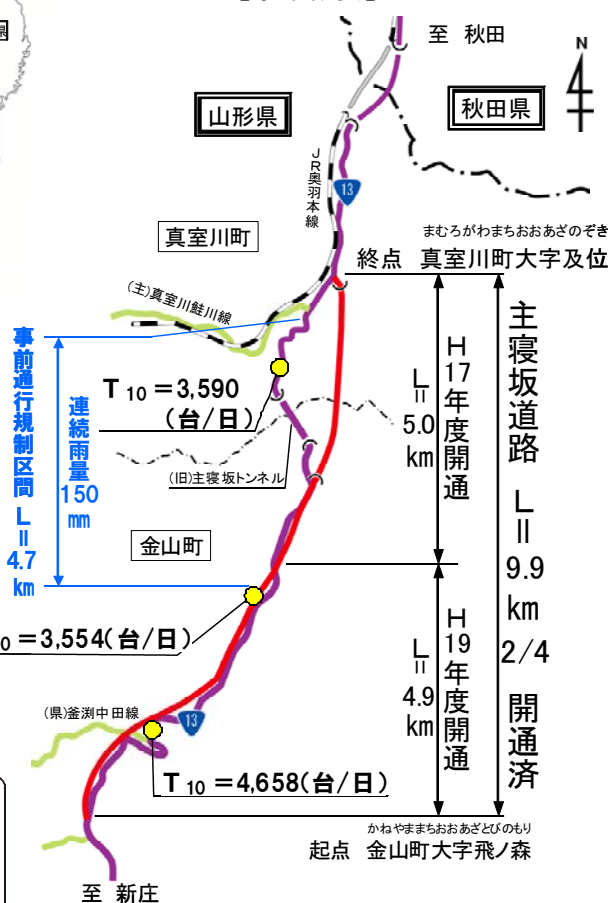 至 秋田
N
山形県
秋田県
JR奥羽本線
13
真室川町
まむろがわまちおおあざのぞき
終点 真室川町大字及位
(主)真室川鮭川線
事前通行規制区間 L=4.7km
連続雨量150mm
T10=3,590
(台/日)
H17年度開通
L=5.0km
主寝坂道路 L=9.9km 2/4 開通済
(旧)主寝坂トンネル
金山町
0=3,554(台/日)
H19年度開通
L=4.9km
(県)釜渕中田線
13
T10=4,658(台/日)
かねやままちおおあざとびのもり
起点 金山町大字飛ノ森
至 新庄